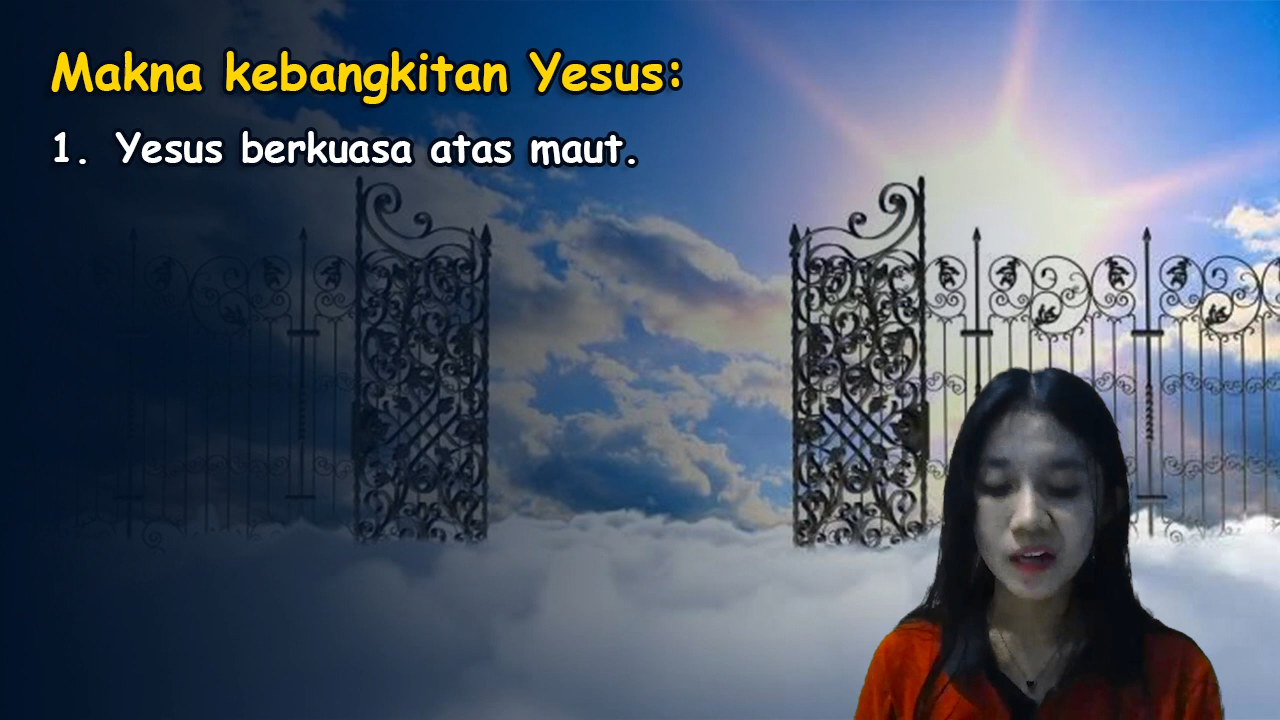 Makna kebangkitan Yesus:
1. Yesus berkuasa atas maut.